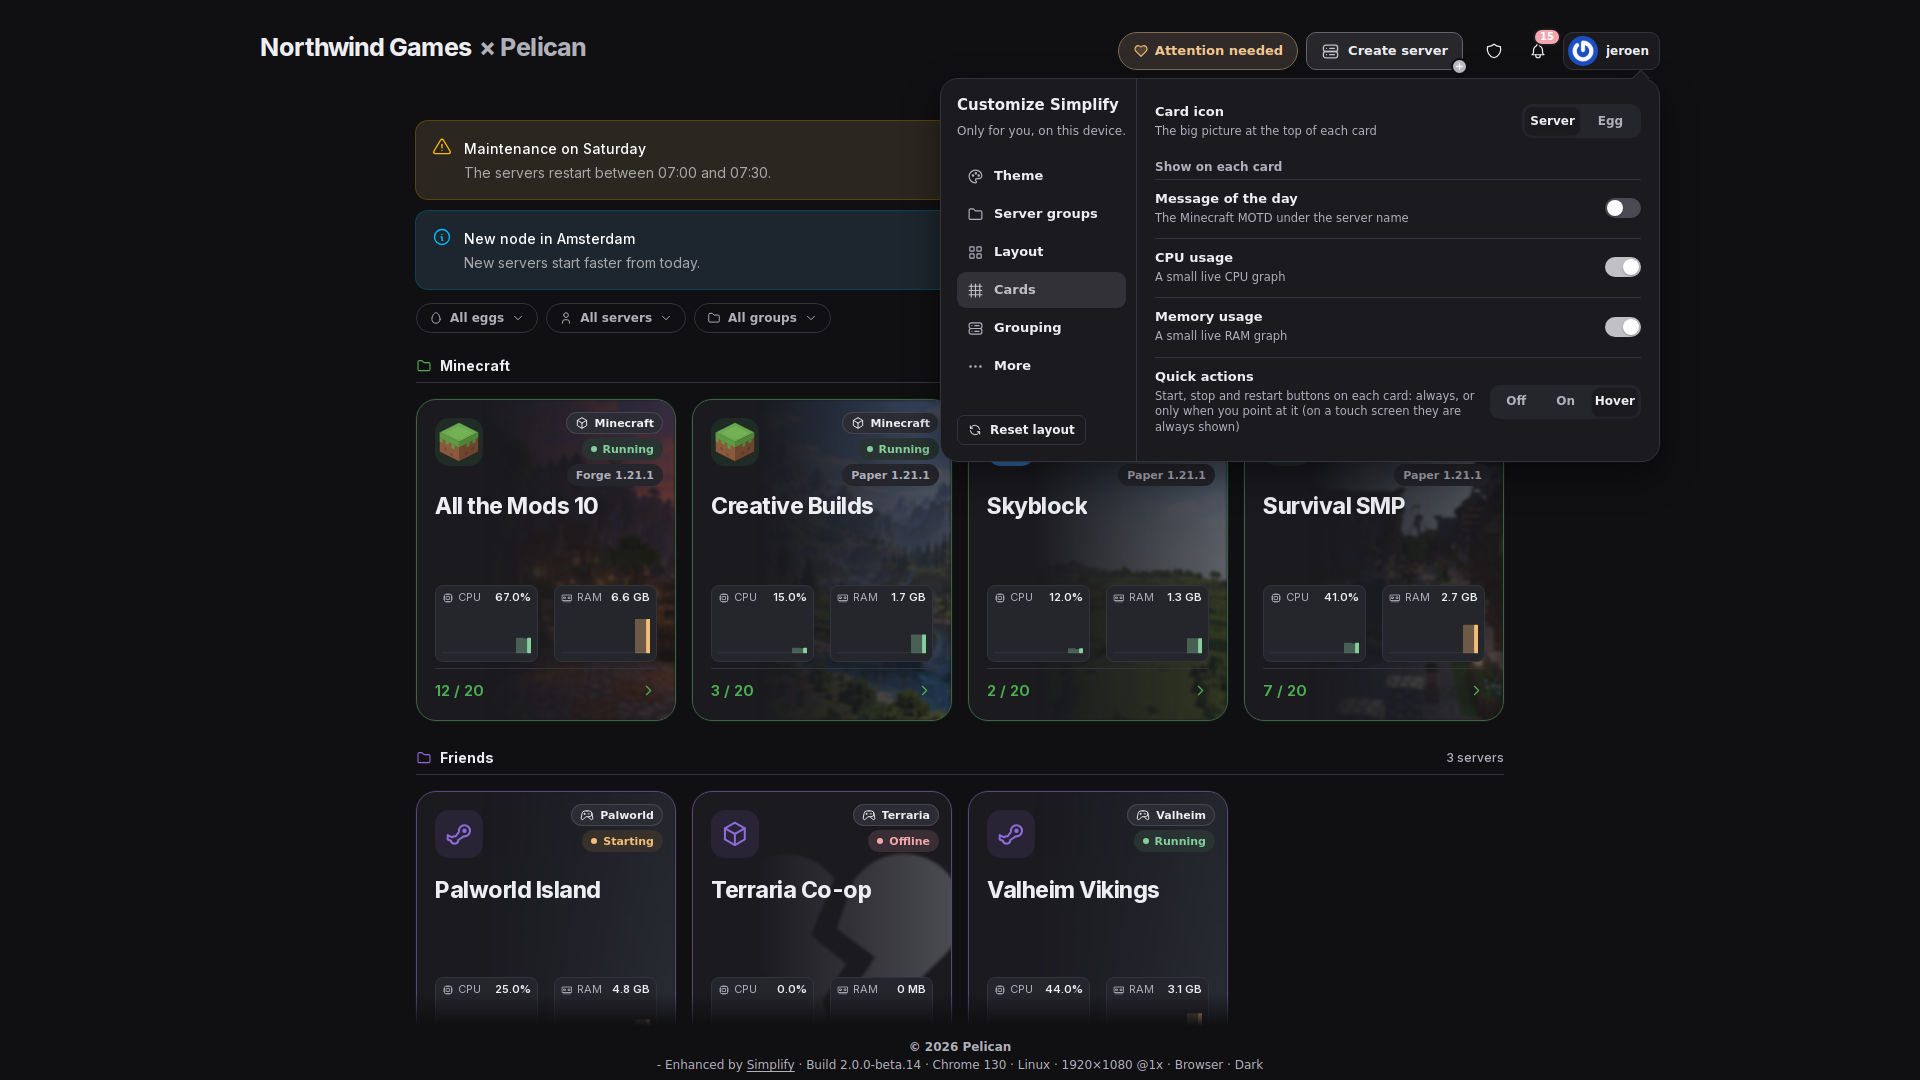 Northwind Games × Pelican
Attention needed
Create server
15
jeroen
Maintenance on Saturday
The servers restart between 07:00 and 07:30.
New node in Amsterdam
New servers start faster from today.
All eggs
All servers
All groups
Customize Simplify
Only for you, on this device.
Theme
Server groups
Layout
Cards
Grouping
More
Reset layout
Card icon
The big picture at the top of each card
Server
Egg
Show on each card
Message of the day
The Minecraft MOTD under the server name
CPU usage
A small live CPU graph
Memory usage
A small live RAM graph
Quick actions
Start, stop and restart buttons on each card: always, or
only when you point at it (on a touch screen they are
always shown)
Off
On
Hover
Minecraft
Minecraft
Running
Forge 1.21.1
All the Mods 10
CPU 67.0%
RAM 6.6 GB
12 / 20
Minecraft
Running
Paper 1.21.1
Creative Builds
CPU 15.0%
RAM 1.7 GB
3 / 20
Paper 1.21.1
Skyblock
CPU 12.0%
RAM 1.3 GB
2 / 20
Paper 1.21.1
Survival SMP
CPU 41.0%
RAM 2.7 GB
7 / 20
Friends
3 servers
Palworld
Starting
Palworld Island
CPU 25.0%
RAM 4.8 GB
Terraria
Offline
Terraria Co-op
CPU 0.0%
RAM 0 MB
Valheim
Running
Valheim Vikings
CPU 44.0%
RAM 3.1 GB
© 2026 Pelican
- Enhanced by Simplify · Build 2.0.0-beta.14 · Chrome 130 · Linux · 1920×1080 @1x · Browser · Dark